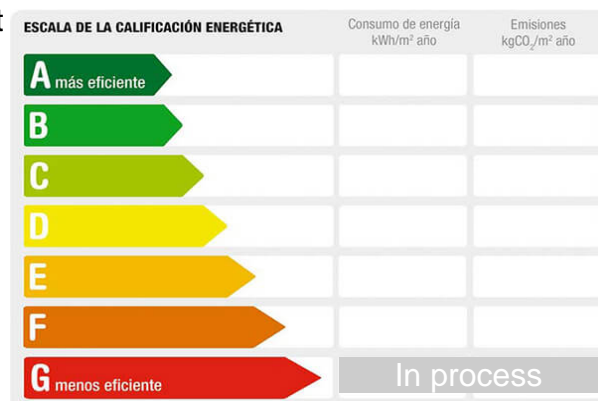 t
ESCALA DE LA CALIFICACIÓN ENERGÉTICA
Consumo de energía
kWh/m² año
Emisiones
kgCO₂/m² año
A más eficiente
B
C
D
E
F
G menos eficiente
In process